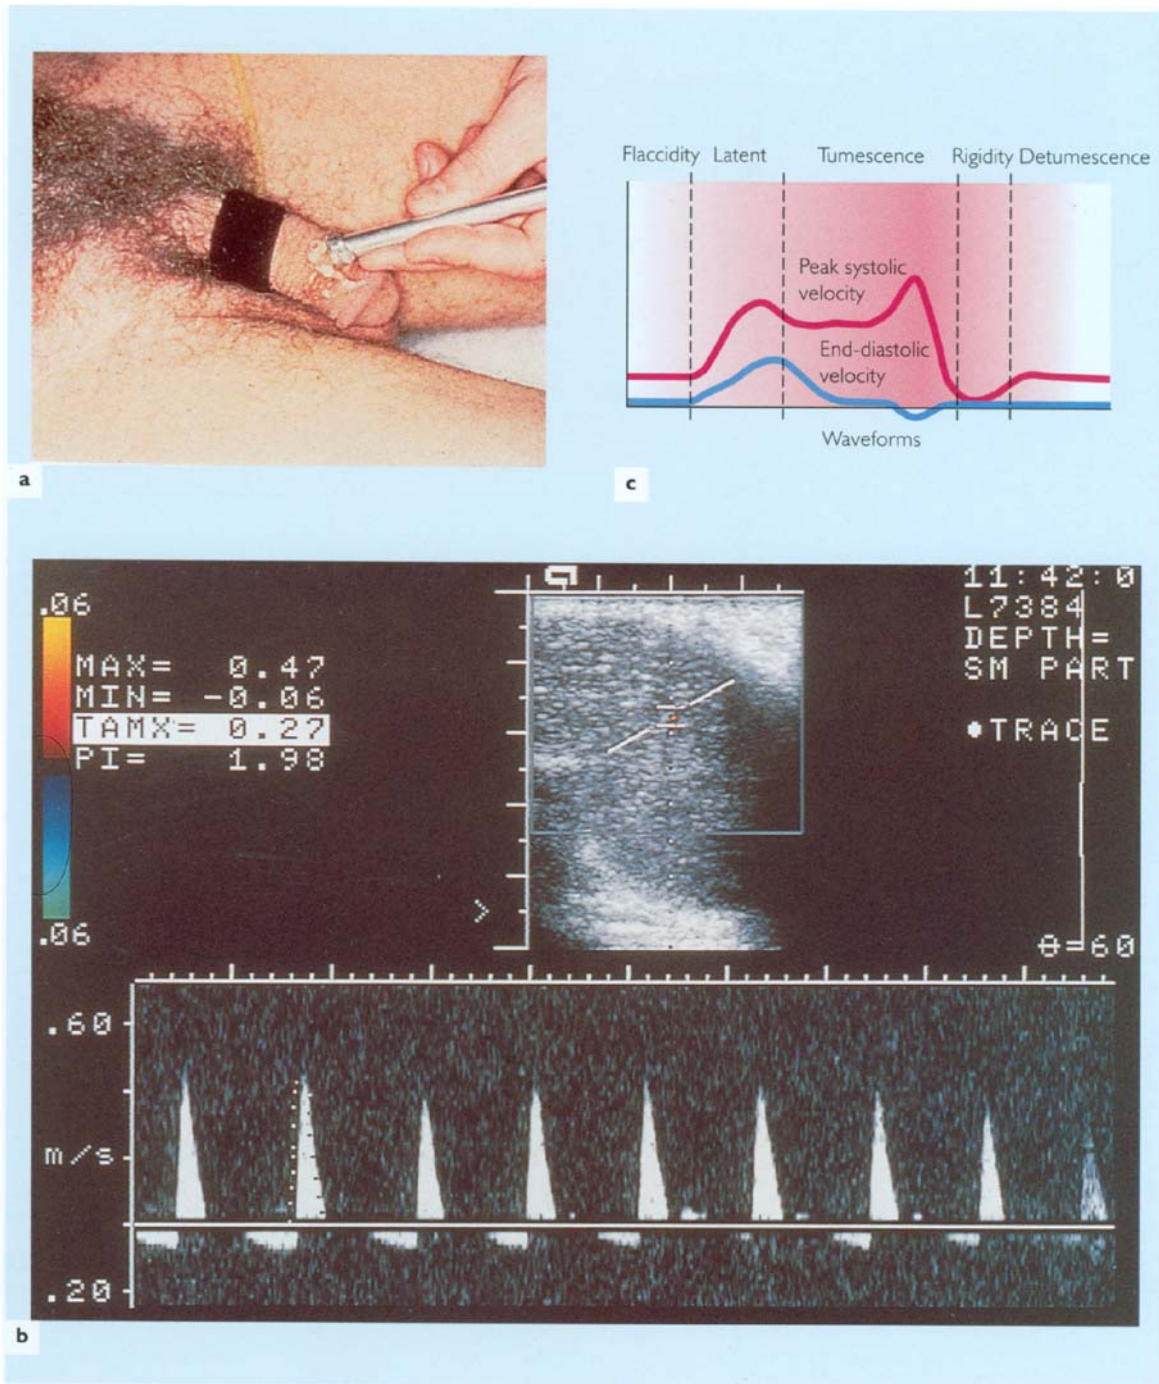 a
Flaccidity Latent Tumescence Rigidity Detumescence
Peak systolic
velocity
End-diastolic
velocity
Waveforms
c
.06
MAX= 0.47
MIN= -0.06
TAMX= 0.27
PI= 1.98
.06
11:42:0
L7384
DEPTH=
SM PART
●TRACE
>
θ=60
.60
m/s
.20
b